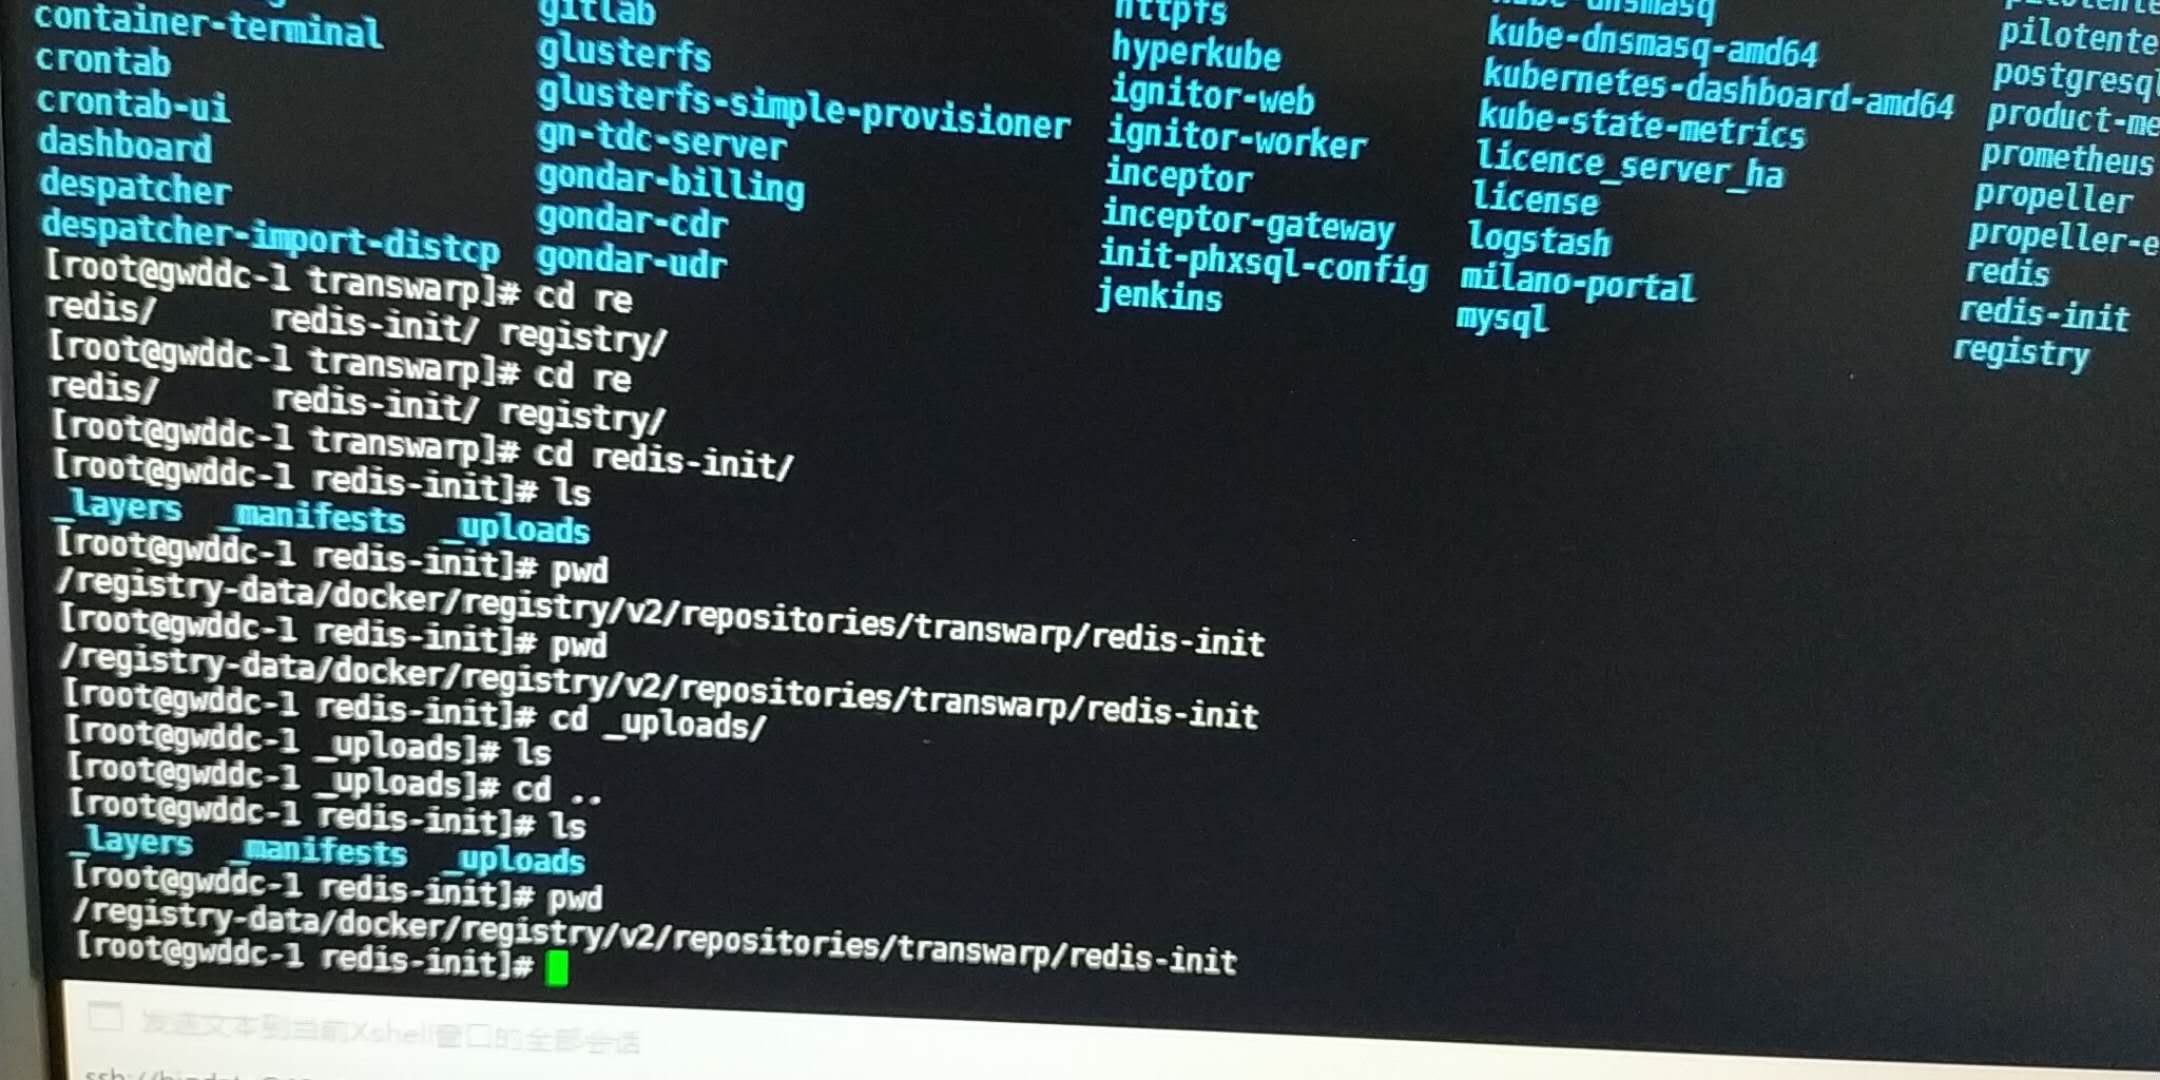 container-terminal gitlab httpfs kube-dnsmasq
crontab glusterfs hyperkube kube-dnsmasq-amd64
crontab-ui glusterfs-simple-provisioner ignitor-web kubernetes-dashboard-amd64 postgresql
dashboard gn-tdc-server ignitor-worker kube-state-metrics
despatcher gondar-billing inceptor licence_server_ha prometheus
despatcher-import-distcp gondar-cdr inceptor-gateway license propeller
gondar-udr init-phxsql-config logstash propeller-e
jenkins milano-portal redis
mysql redis-init
registry
[root@gwddc-1 transwarp]# cd re
redis/ redis-init/ registry/
[root@gwddc-1 transwarp]# cd re
redis/ redis-init/ registry/
[root@gwddc-1 transwarp]# cd redis-init/
[root@gwddc-1 redis-init]# ls
_layers _manifests _uploads
[root@gwddc-1 redis-init]# pwd
/registry-data/docker/registry/v2/repositories/transwarp/redis-init
[root@gwddc-1 redis-init]# pwd
/registry-data/docker/registry/v2/repositories/transwarp/redis-init
[root@gwddc-1 redis-init]# cd _uploads/
[root@gwddc-1 _uploads]# ls
[root@gwddc-1 _uploads]# cd ..
[root@gwddc-1 redis-init]# ls
_layers _manifests _uploads
[root@gwddc-1 redis-init]# pwd
/registry-data/docker/registry/v2/repositories/transwarp/redis-init
[root@gwddc-1 redis-init]#
发送文本到当前Xshell窗口的全部会话